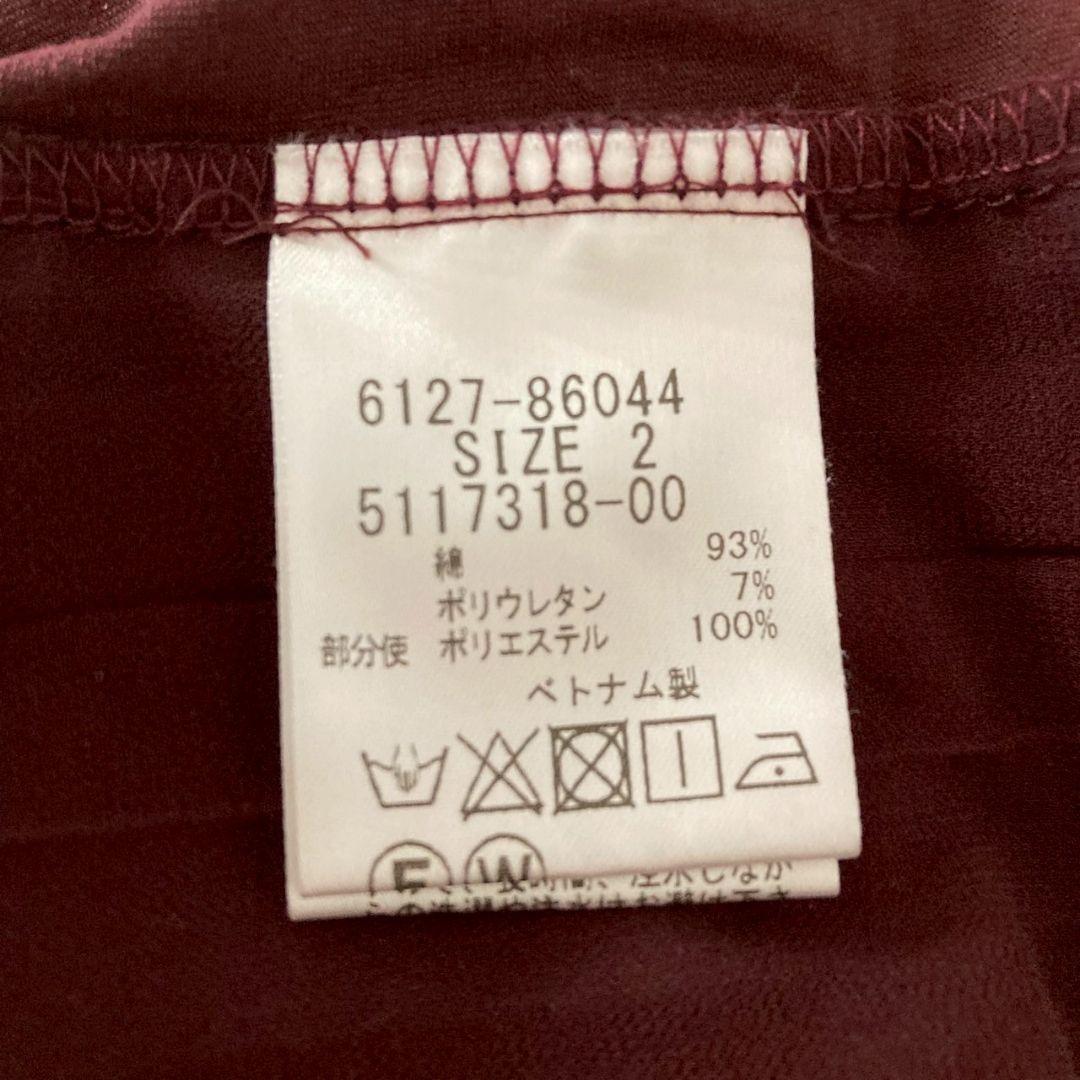 6127-86044
SIZE 2
5117318-00
綿 93%
ポリウレタン 7%
部分使 ポリエステル 100%
ベトナム製
F W